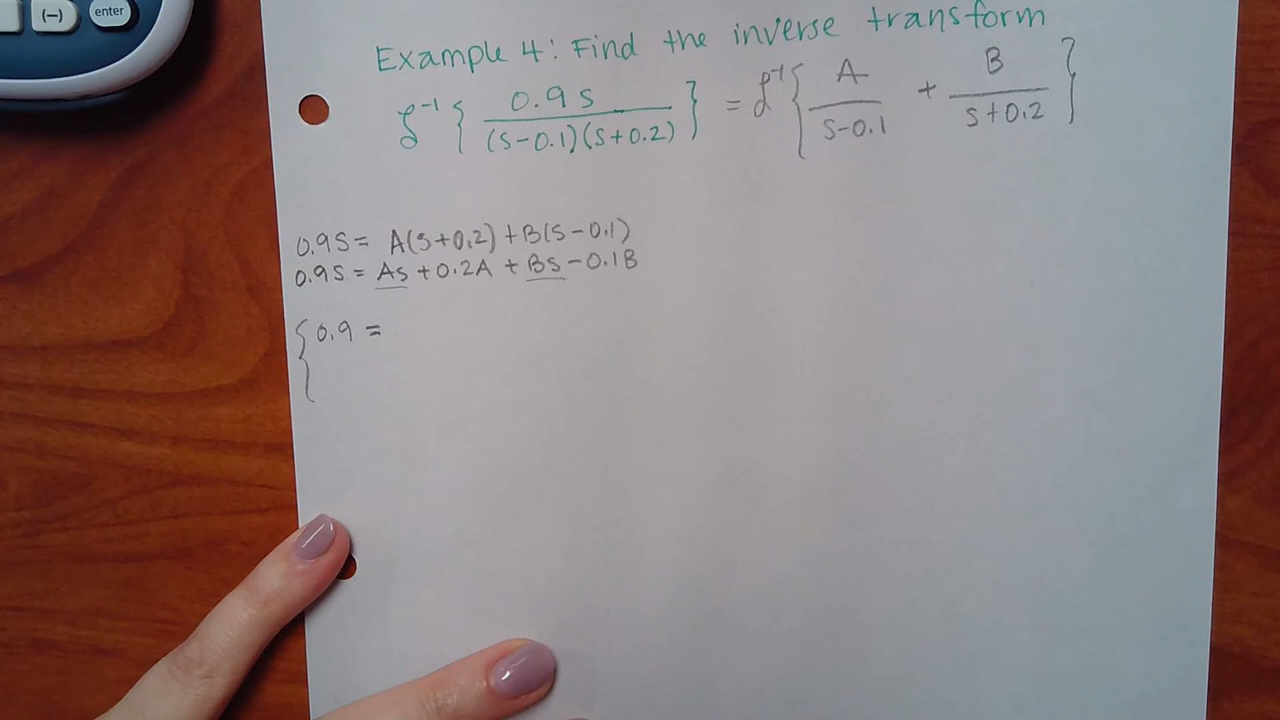 (−) enter
Example 4: Find the inverse transform
ℒ⁻¹ { 0.9s / (s−0.1)(s+0.2) } = ℒ⁻¹ { A / s−0.1 + B / s+0.2 }
0.9s = A(s+0.2) + B(s−0.1)
0.9s = As + 0.2A + Bs − 0.1B
{ 0.9 =